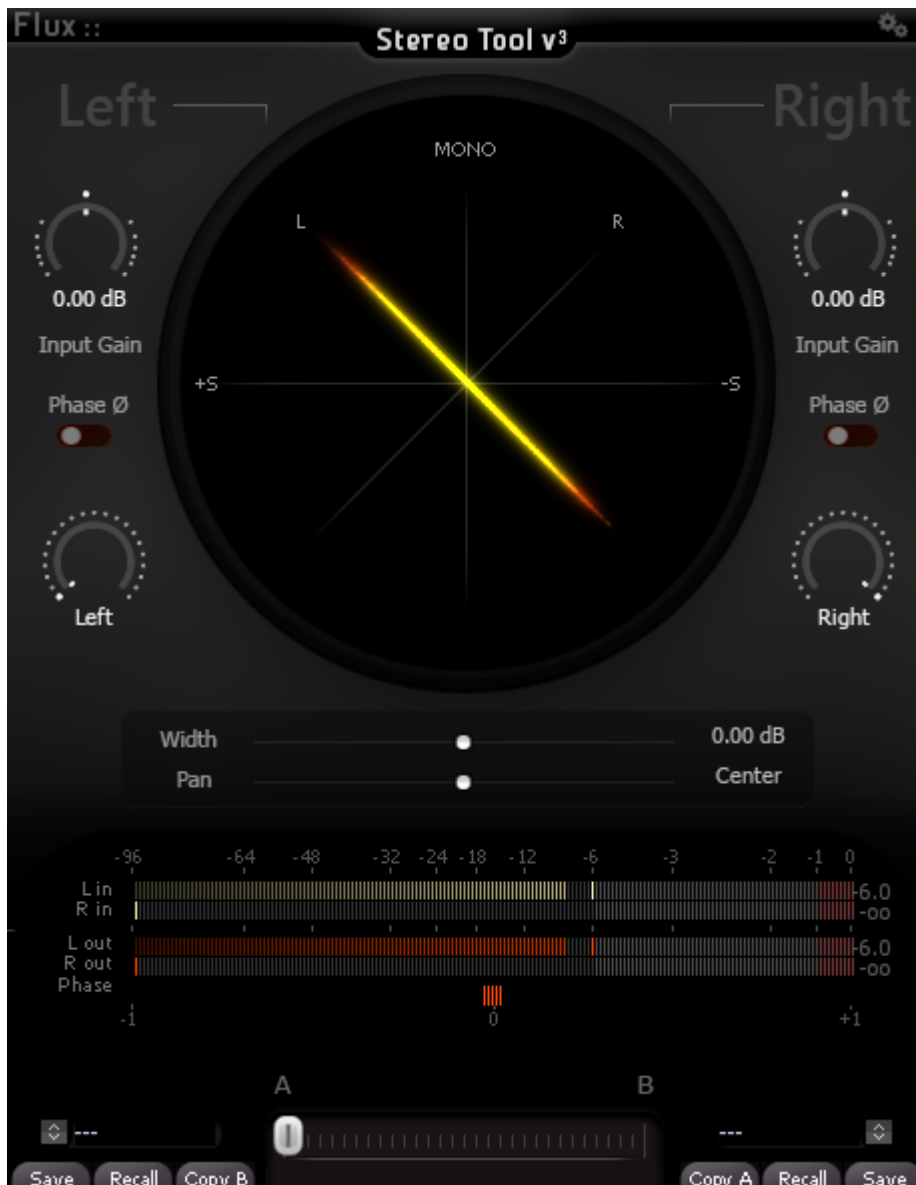 Flux ::
Stereo Tool v³
Left
Right
MONO
L
R
+S
-S
0.00 dB
0.00 dB
Input Gain
Input Gain
Phase Ø
Phase Ø
Left
Right
Width 0.00 dB
Pan Center
-96 -64 -48 -32 -24 -18 -12 -6 -3 -2 -1 0
L in -6.0
R in -oo
L out -6.0
R out -oo
Phase
-1 0 +1
A B
--- ---
Save Recall Copy B Copy A Recall Save